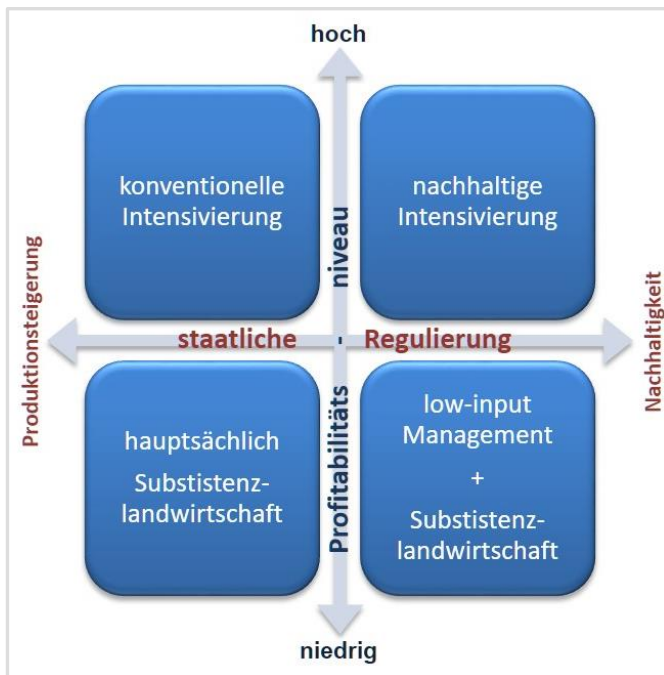 hoch
konventionelle
Intensivierung
nachhaltige
Intensivierung
Produktionsteigerung
staatliche - Regulierung
Nachhaltigkeit
Profitabilitäts niveau
hauptsächlich
Substistenz-
landwirtschaft
low-input
Management
+
Substistenz-
landwirtschaft
niedrig